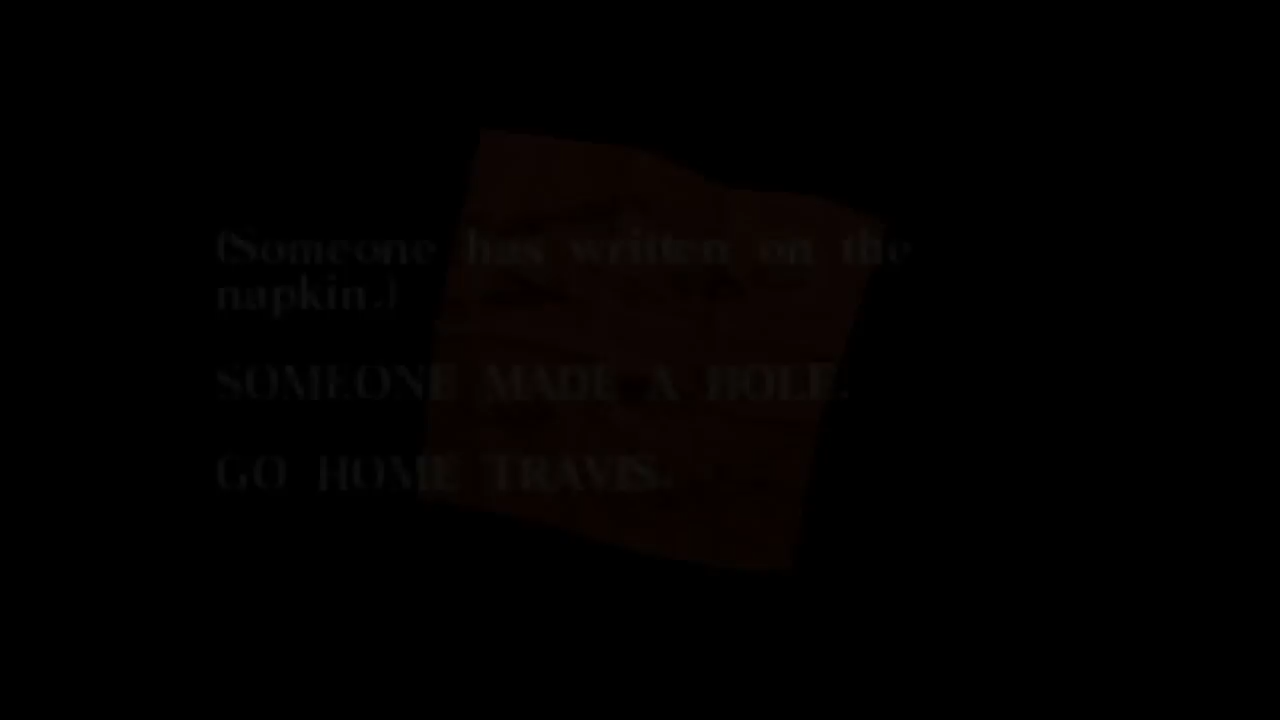 (Someone has written on the
napkin.)
SOMEONE MADE A HOLE.
GO HOME TRAVIS.